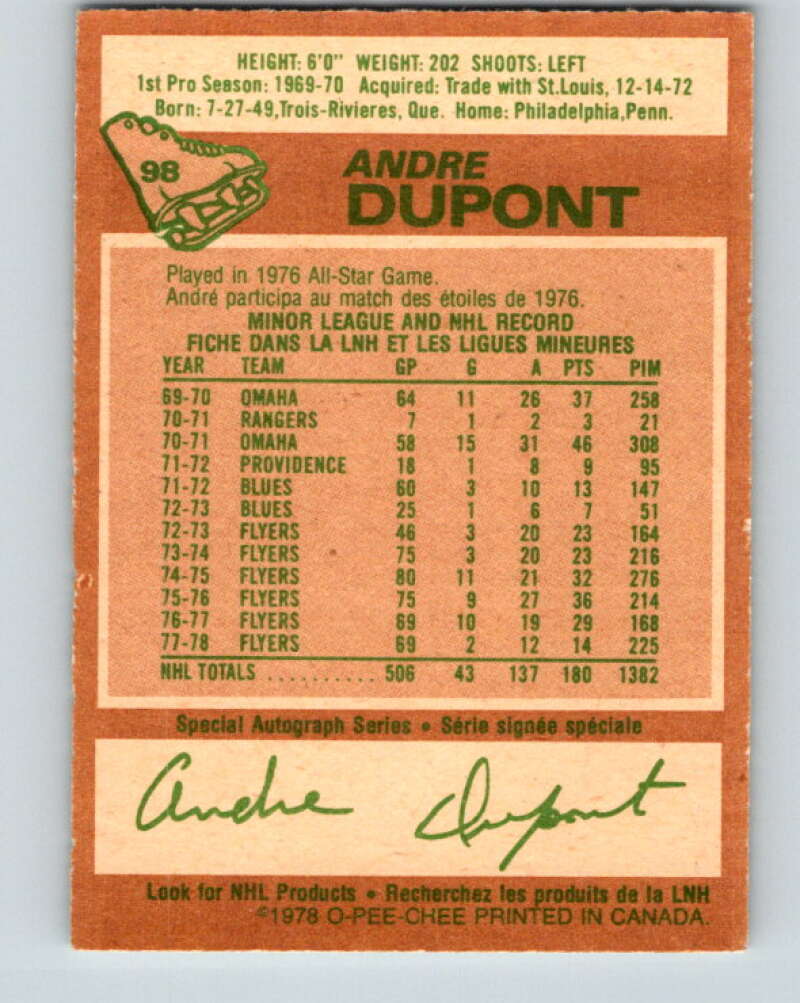 HEIGHT: 6'0" WEIGHT: 202 SHOOTS: LEFT
1st Pro Season: 1969-70 Acquired: Trade with St.Louis, 12-14-72
Born: 7-27-49,Trois-Rivieres, Que. Home: Philadelphia,Penn.
98
ANDRE
DUPONT
Played in 1976 All-Star Game.
André participa au match des étoiles de 1976.
MINOR LEAGUE AND NHL RECORD
FICHE DANS LA LNH ET LES LIGUES MINEURES
YEAR TEAM GP G A PTS PIM
69-70 OMAHA 64 11 26 37 258
70-71 RANGERS 7 1 2 3 21
70-71 OMAHA 58 15 31 46 308
71-72 PROVIDENCE 18 1 8 9 95
71-72 BLUES 60 3 10 13 147
72-73 BLUES 25 1 6 7 51
72-73 FLYERS 46 3 20 23 164
73-74 FLYERS 75 3 20 23 216
74-75 FLYERS 80 11 21 32 276
75-76 FLYERS 75 9 27 36 214
76-77 FLYERS 69 10 19 29 168
77-78 FLYERS 69 2 12 14 225
NHL TOTALS .......... 506 43 137 180 1382
Special Autograph Series • Série signée spéciale
Andre Dupont
Look for NHL Products • Recherchez les produits de la LNH
©1978 O-PEE-CHEE PRINTED IN CANADA.